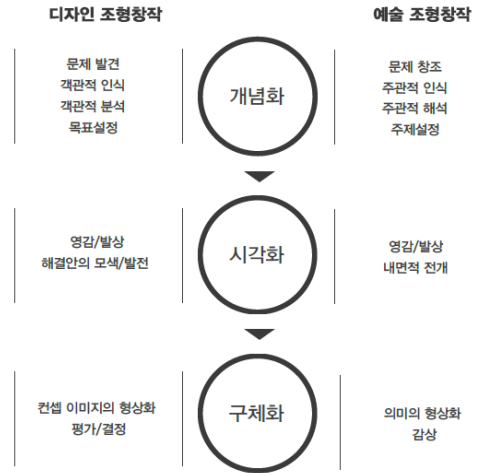 디자인 조형창작
예술 조형창작
문제 발견
객관적 인식
객관적 분석
목표설정
개념화
문제 창조
주관적 인식
주관적 해석
주제설정
영감/발상
해결안의 모색/발전
시각화
영감/발상
내면적 전개
컨셉 이미지의 형상화
평가/결정
구체화
의미의 형상화
감상